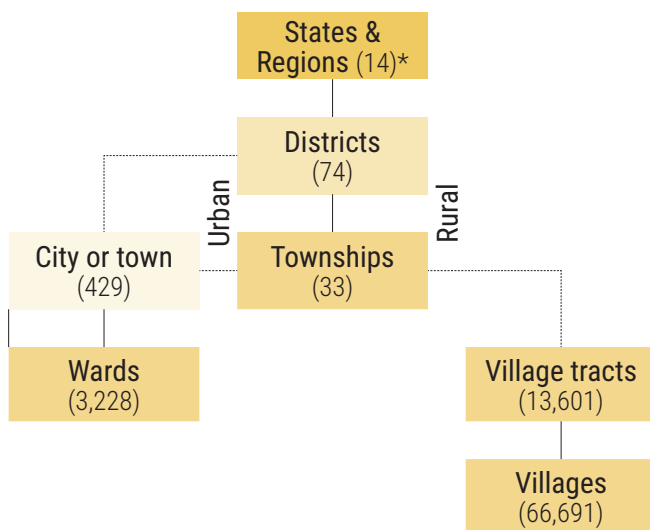 States &
Regions (14)*
Districts
(74)
Urban
Rural
City or town
(429)
Townships
(33)
Wards
(3,228)
Village tracts
(13,601)
Villages
(66,691)